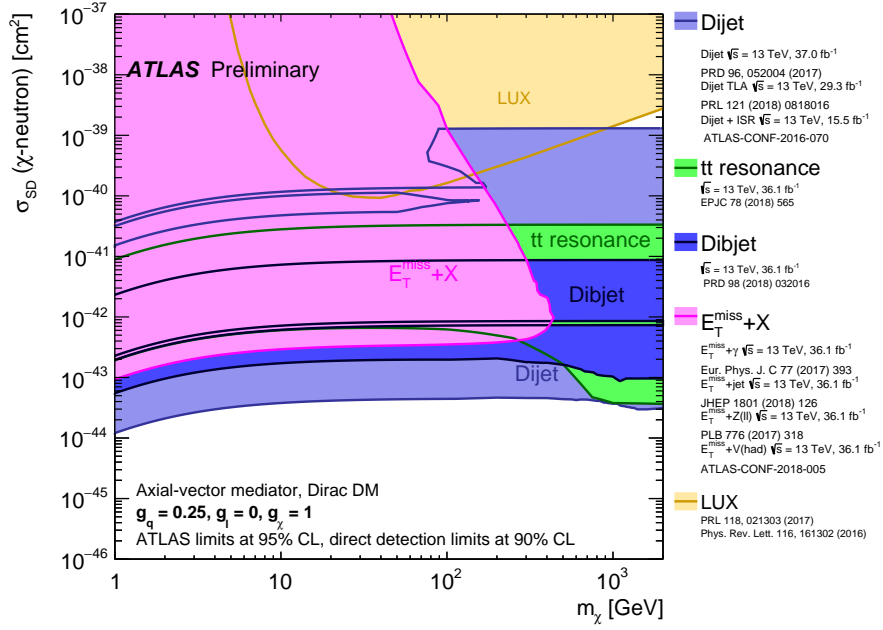 σ_SD (χ-neutron) [cm²]
10⁻³⁷
10⁻³⁸
10⁻³⁹
10⁻⁴⁰
10⁻⁴¹
10⁻⁴²
10⁻⁴³
10⁻⁴⁴
10⁻⁴⁵
10⁻⁴⁶
ATLAS Preliminary
LUX
tt resonance
E_T^miss+X
Dibjet
Dijet
Axial-vector mediator, Dirac DM
g_q = 0.25, g_l = 0, g_χ = 1
ATLAS limits at 95% CL, direct detection limits at 90% CL
1 10 10² 10³
m_χ [GeV]
Dijet
Dijet √s = 13 TeV, 37.0 fb⁻¹
PRD 96, 052004 (2017)
Dijet TLA √s = 13 TeV, 29.3 fb⁻¹
PRL 121 (2018) 0818016
Dijet + ISR √s = 13 TeV, 15.5 fb⁻¹
ATLAS-CONF-2016-070
tt resonance
√s = 13 TeV, 36.1 fb⁻¹
EPJC 78 (2018) 565
Dibjet
√s = 13 TeV, 36.1 fb⁻¹
PRD 98 (2018) 032016
E_T^miss+X
E_T^miss+γ √s = 13 TeV, 36.1 fb⁻¹
Eur. Phys. J. C 77 (2017) 393
E_T^miss+jet √s = 13 TeV, 36.1 fb⁻¹
JHEP 1801 (2018) 126
E_T^miss+Z(ll) √s = 13 TeV, 36.1 fb⁻¹
PLB 776 (2017) 318
E_T^miss+V(had) √s = 13 TeV, 36.1 fb⁻¹
ATLAS-CONF-2018-005
LUX
PRL 118, 021303 (2017)
Phys. Rev. Lett. 116, 161302 (2016)